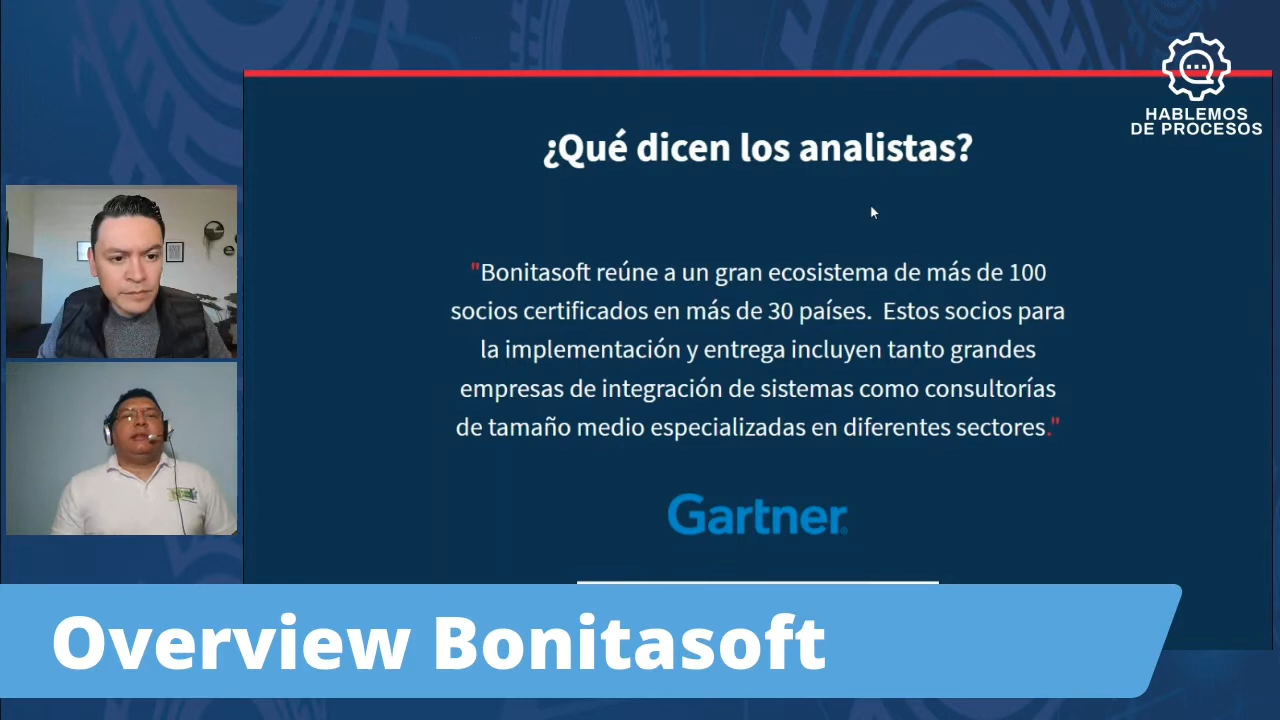 HABLEMOS
DE PROCESOS
¿Qué dicen los analistas?
"Bonitasoft reúne a un gran ecosistema de más de 100
socios certificados en más de 30 países.  Estos socios para
la implementación y entrega incluyen tanto grandes
empresas de integración de sistemas como consultorías
de tamaño medio especializadas en diferentes sectores."
Gartner®
Overview Bonitasoft